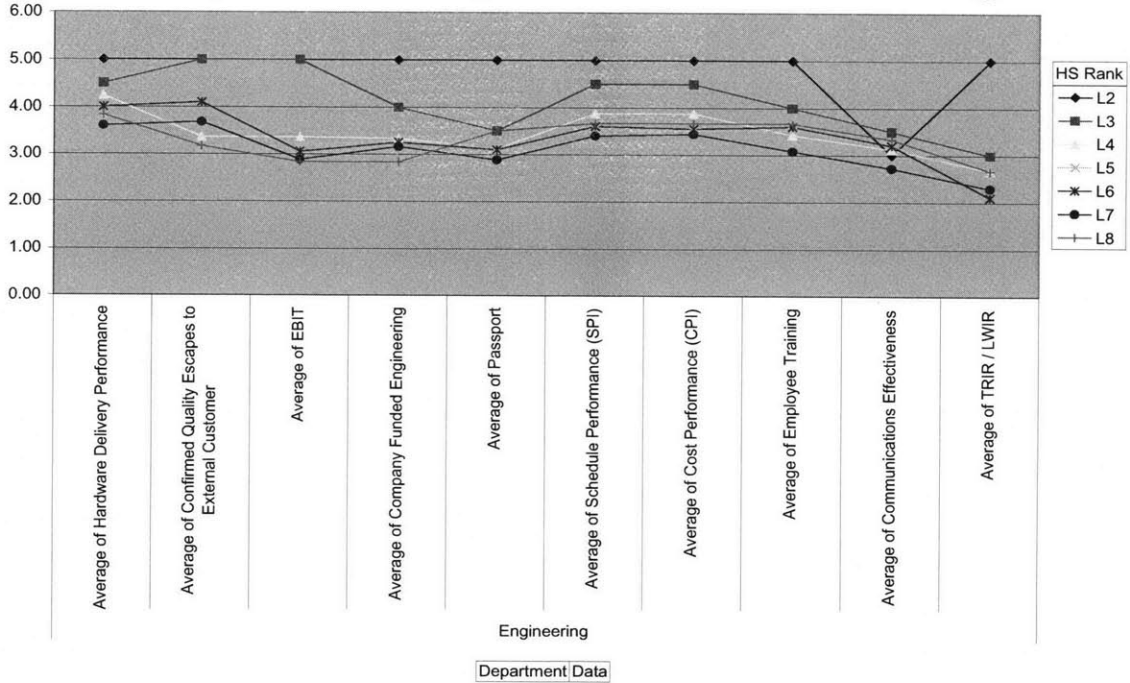 6.00
5.00
4.00
3.00
2.00
1.00
0.00
Average of Hardware Delivery Performance
Average of Confirmed Quality Escapes to
External Customer
Average of EBIT
Average of Company Funded Engineering
Average of Passport
Average of Schedule Performance (SPI)
Average of Cost Performance (CPI)
Average of Employee Training
Average of Communications Effectiveness
Average of TRIR / LWIR
Engineering
Department Data
HS Rank
L2
L3
L4
L5
L6
L7
L8